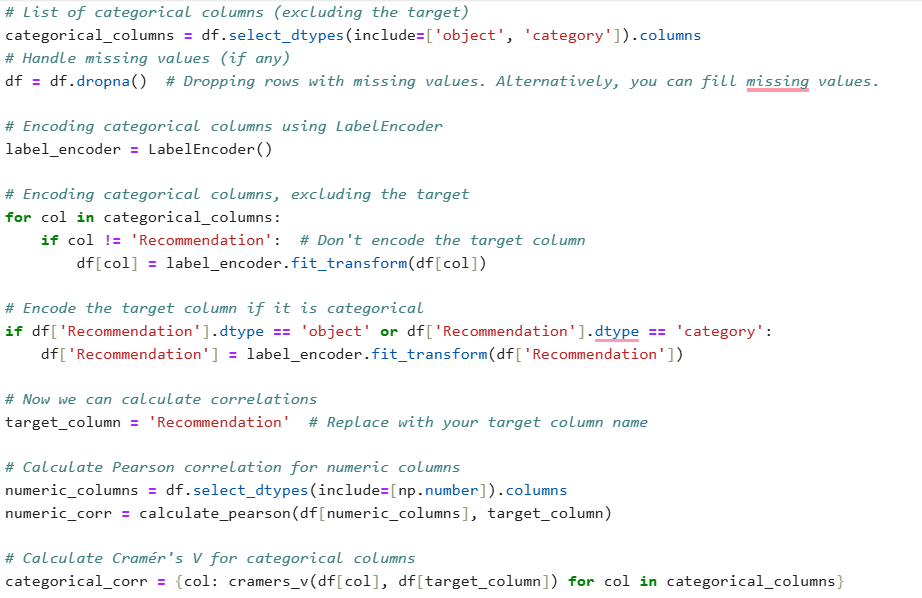 # List of categorical columns (excluding the target)
categorical_columns = df.select_dtypes(include=['object', 'category']).columns
# Handle missing values (if any)
df = df.dropna()  # Dropping rows with missing values. Alternatively, you can fill missing values.

# Encoding categorical columns using LabelEncoder
label_encoder = LabelEncoder()

# Encoding categorical columns, excluding the target
for col in categorical_columns:
    if col != 'Recommendation':  # Don't encode the target column
        df[col] = label_encoder.fit_transform(df[col])

# Encode the target column if it is categorical
if df['Recommendation'].dtype == 'object' or df['Recommendation'].dtype == 'category':
    df['Recommendation'] = label_encoder.fit_transform(df['Recommendation'])

# Now we can calculate correlations
target_column = 'Recommendation'  # Replace with your target column name

# Calculate Pearson correlation for numeric columns
numeric_columns = df.select_dtypes(include=[np.number]).columns
numeric_corr = calculate_pearson(df[numeric_columns], target_column)

# Calculate Cramér's V for categorical columns
categorical_corr = {col: cramers_v(df[col], df[target_column]) for col in categorical_columns}